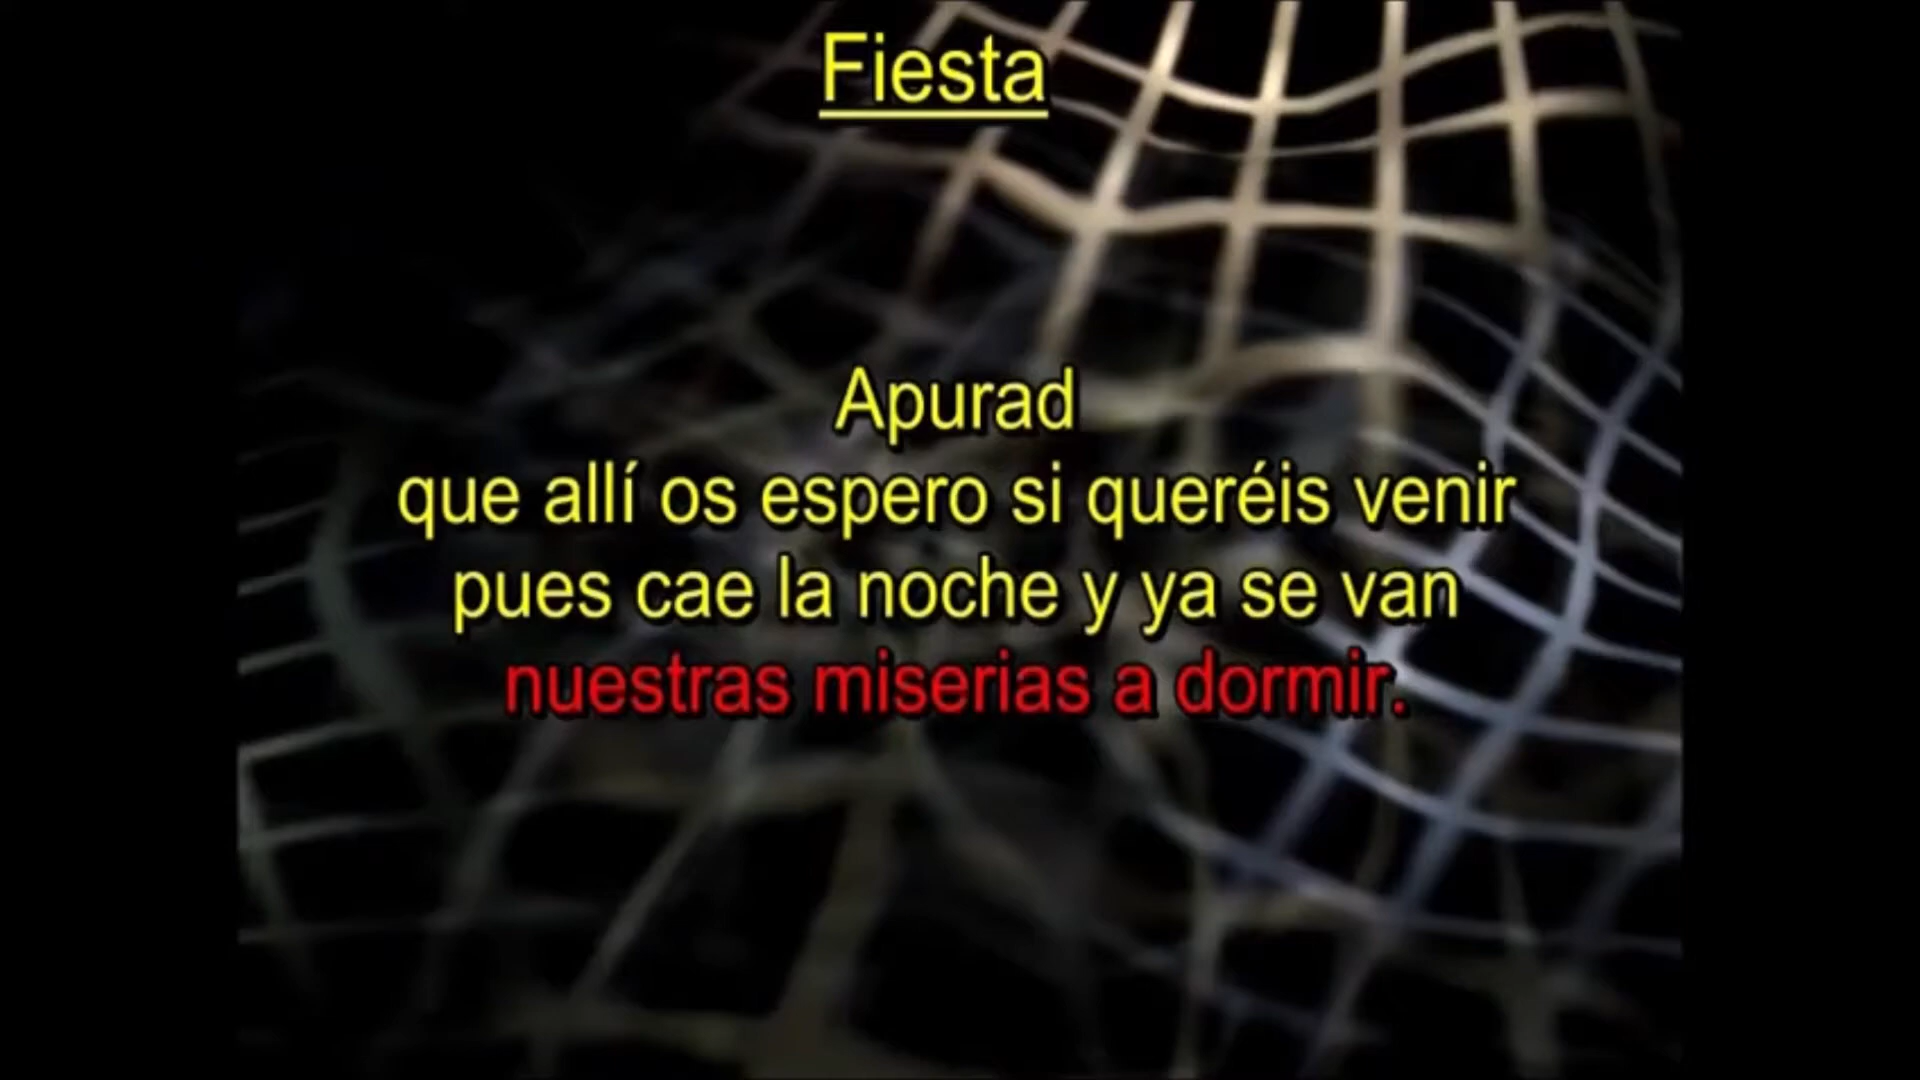 Fiesta
Apurad
que allí os espero si queréis venir
pues cae la noche y ya se van
nuestras miserias a dormir.